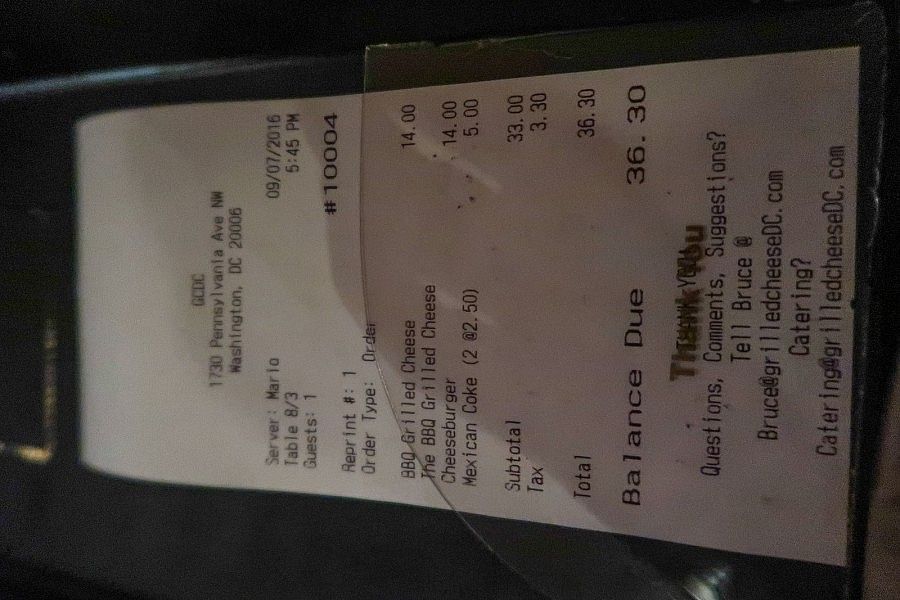 GCDC
1730 Pennsylvania Ave NW
Washington, DC 20006
Server: Mario 09/07/2016
Table 8/3 5:45 PM
Guests: 1
#10004
Reprint #: 1
Order Type: Order
BBQ Grilled Cheese 14.00
The BBQ Grilled Cheese
Cheeseburger 14.00
Mexican Coke (2 @2.50) 5.00
Subtotal 33.00
Tax 3.30
Total 36.30
Balance Due 36.30
Thank You
Questions, Comments, Suggestions?
Tell Bruce @
Bruce@grilledcheeseDC.com
Catering?
Catering@grilledcheeseDC.com